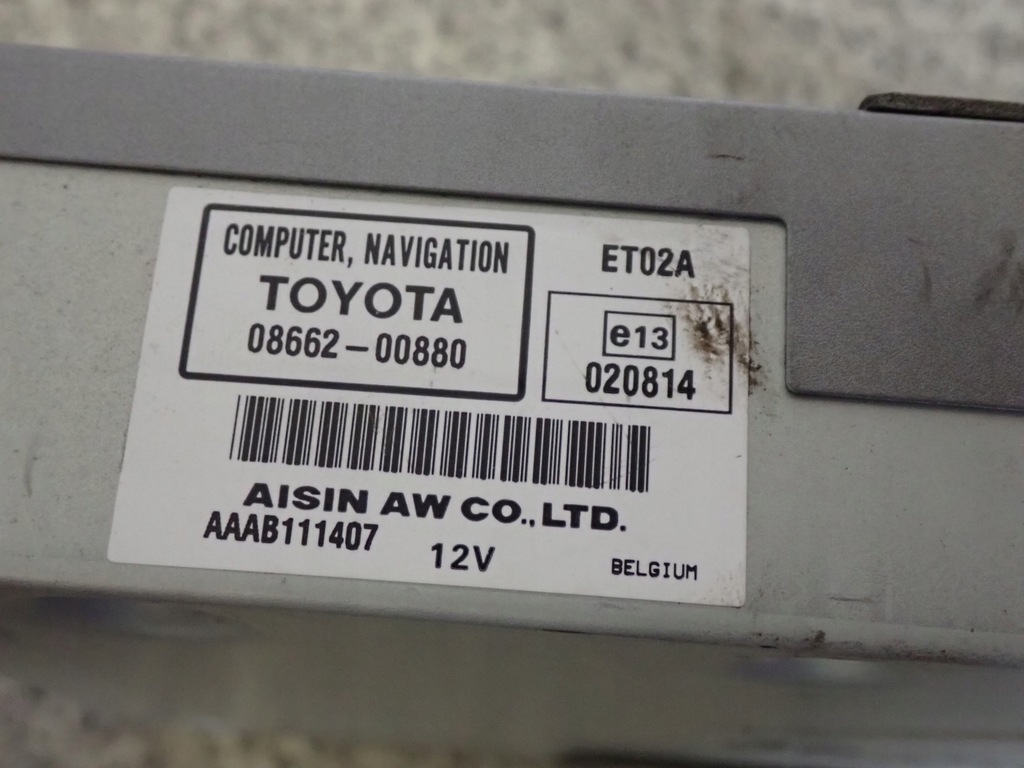 COMPUTER, NAVIGATION
TOYOTA
08662-00880
ET02A
e13
020814
AISIN AW CO., LTD.
AAAB111407
12V
BELGIUM